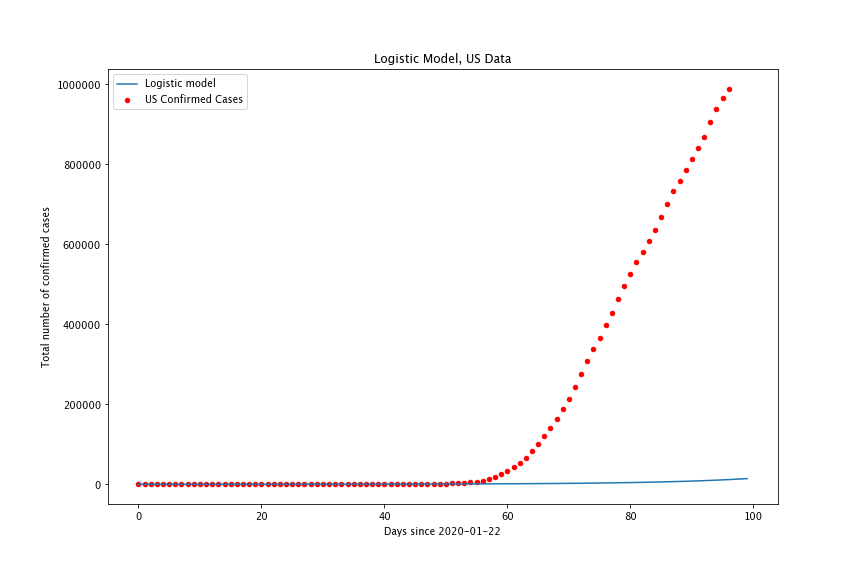 Logistic Model, US Data
Logistic model
US Confirmed Cases
Total number of confirmed cases
1000000
800000
600000
400000
200000
0
0 20 40 60 80 100
Days since 2020-01-22